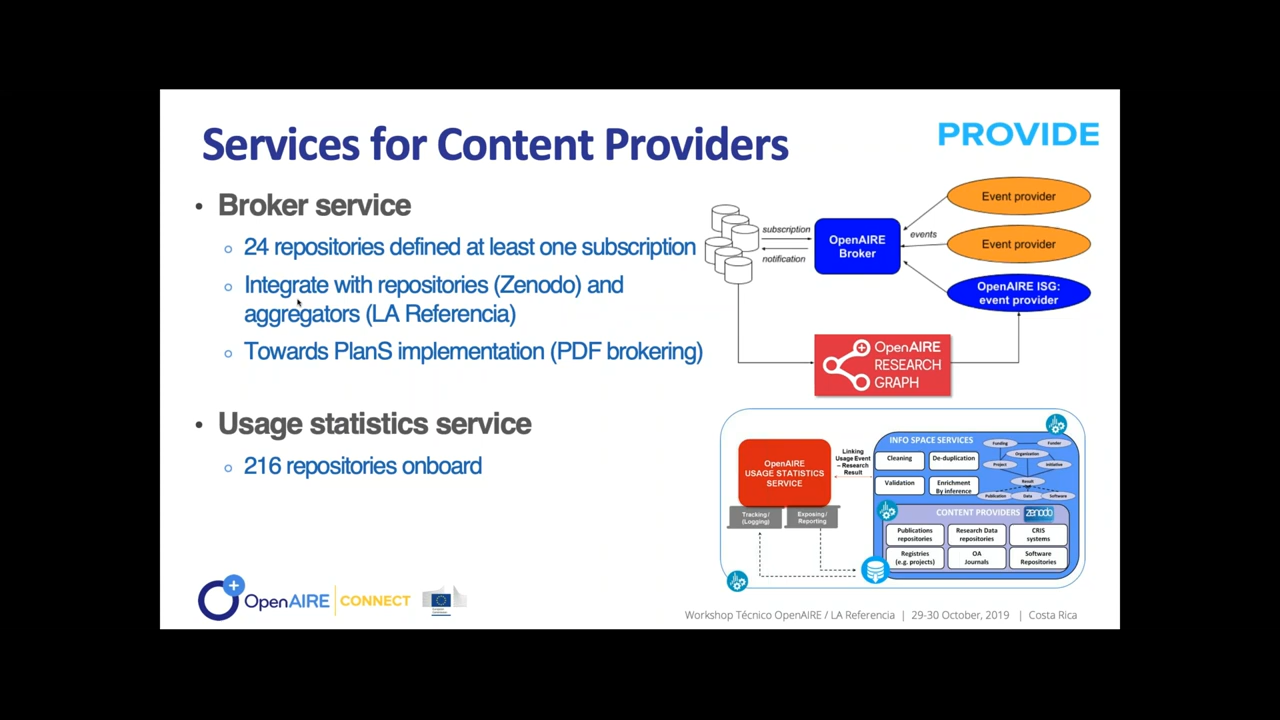 Services for Content Providers
PROVIDE
• Broker service
24 repositories defined at least one subscription
Integrate with repositories (Zenodo) and
aggregators (LA Referencia)
Towards PlanS implementation (PDF brokering)
• Usage statistics service
216 repositories onboard
subscription
notification
OpenAIRE
Broker
events
Event provider
Event provider
OpenAIRE ISG:
event provider
OpenAIRE
RESEARCH
GRAPH
OpenAIRE
USAGE STATISTICS
SERVICE
Tracking/
(Logging)
Exposing/
Reporting
Linking
Usage Event
– Research
Result
INFO SPACE SERVICES
Cleaning
De-duplication
Validation
Enrichment
By inference
Funding
Funder
Organization
Project
Initiative
Result
Publication
Data
Software
CONTENT PROVIDERS
zenodo
Publications
repositories
Research Data
repositories
CRIS
systems
Registries
(e.g. projects)
OA
Journals
Software
Repositories
OpenAIRE | CONNECT
Workshop Técnico OpenAIRE / LA Referencia | 29-30 October, 2019 | Costa Rica